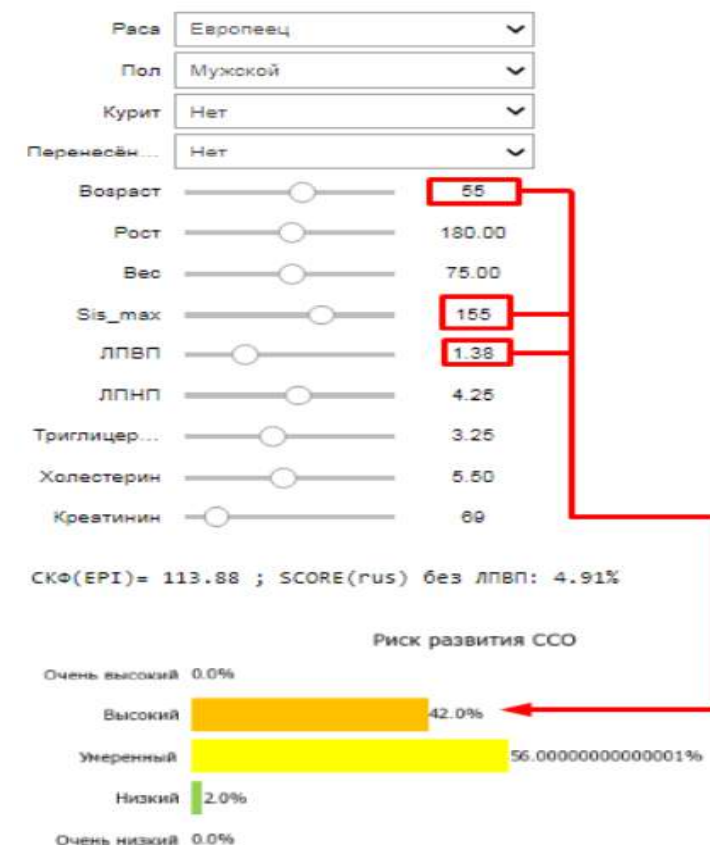 Раса Европеец
Пол Мужской
Курит Нет
Перенесён... Нет
Возраст 55
Рост 180.00
Вес 75.00
Sis_max 155
ЛПВП 1.38
ЛПНП 4.25
Триглицер... 3.25
Холестерин 5.50
Креатинин 69
СКФ(EPI)= 113.88 ; SCORE(rus) без ЛПВП: 4.91%
Риск развития ССО
Очень высокий 0.0%
Высокий 42.0%
Умеренный 56.00000000000001%
Низкий 2.0%
Очень низкий 0.0%